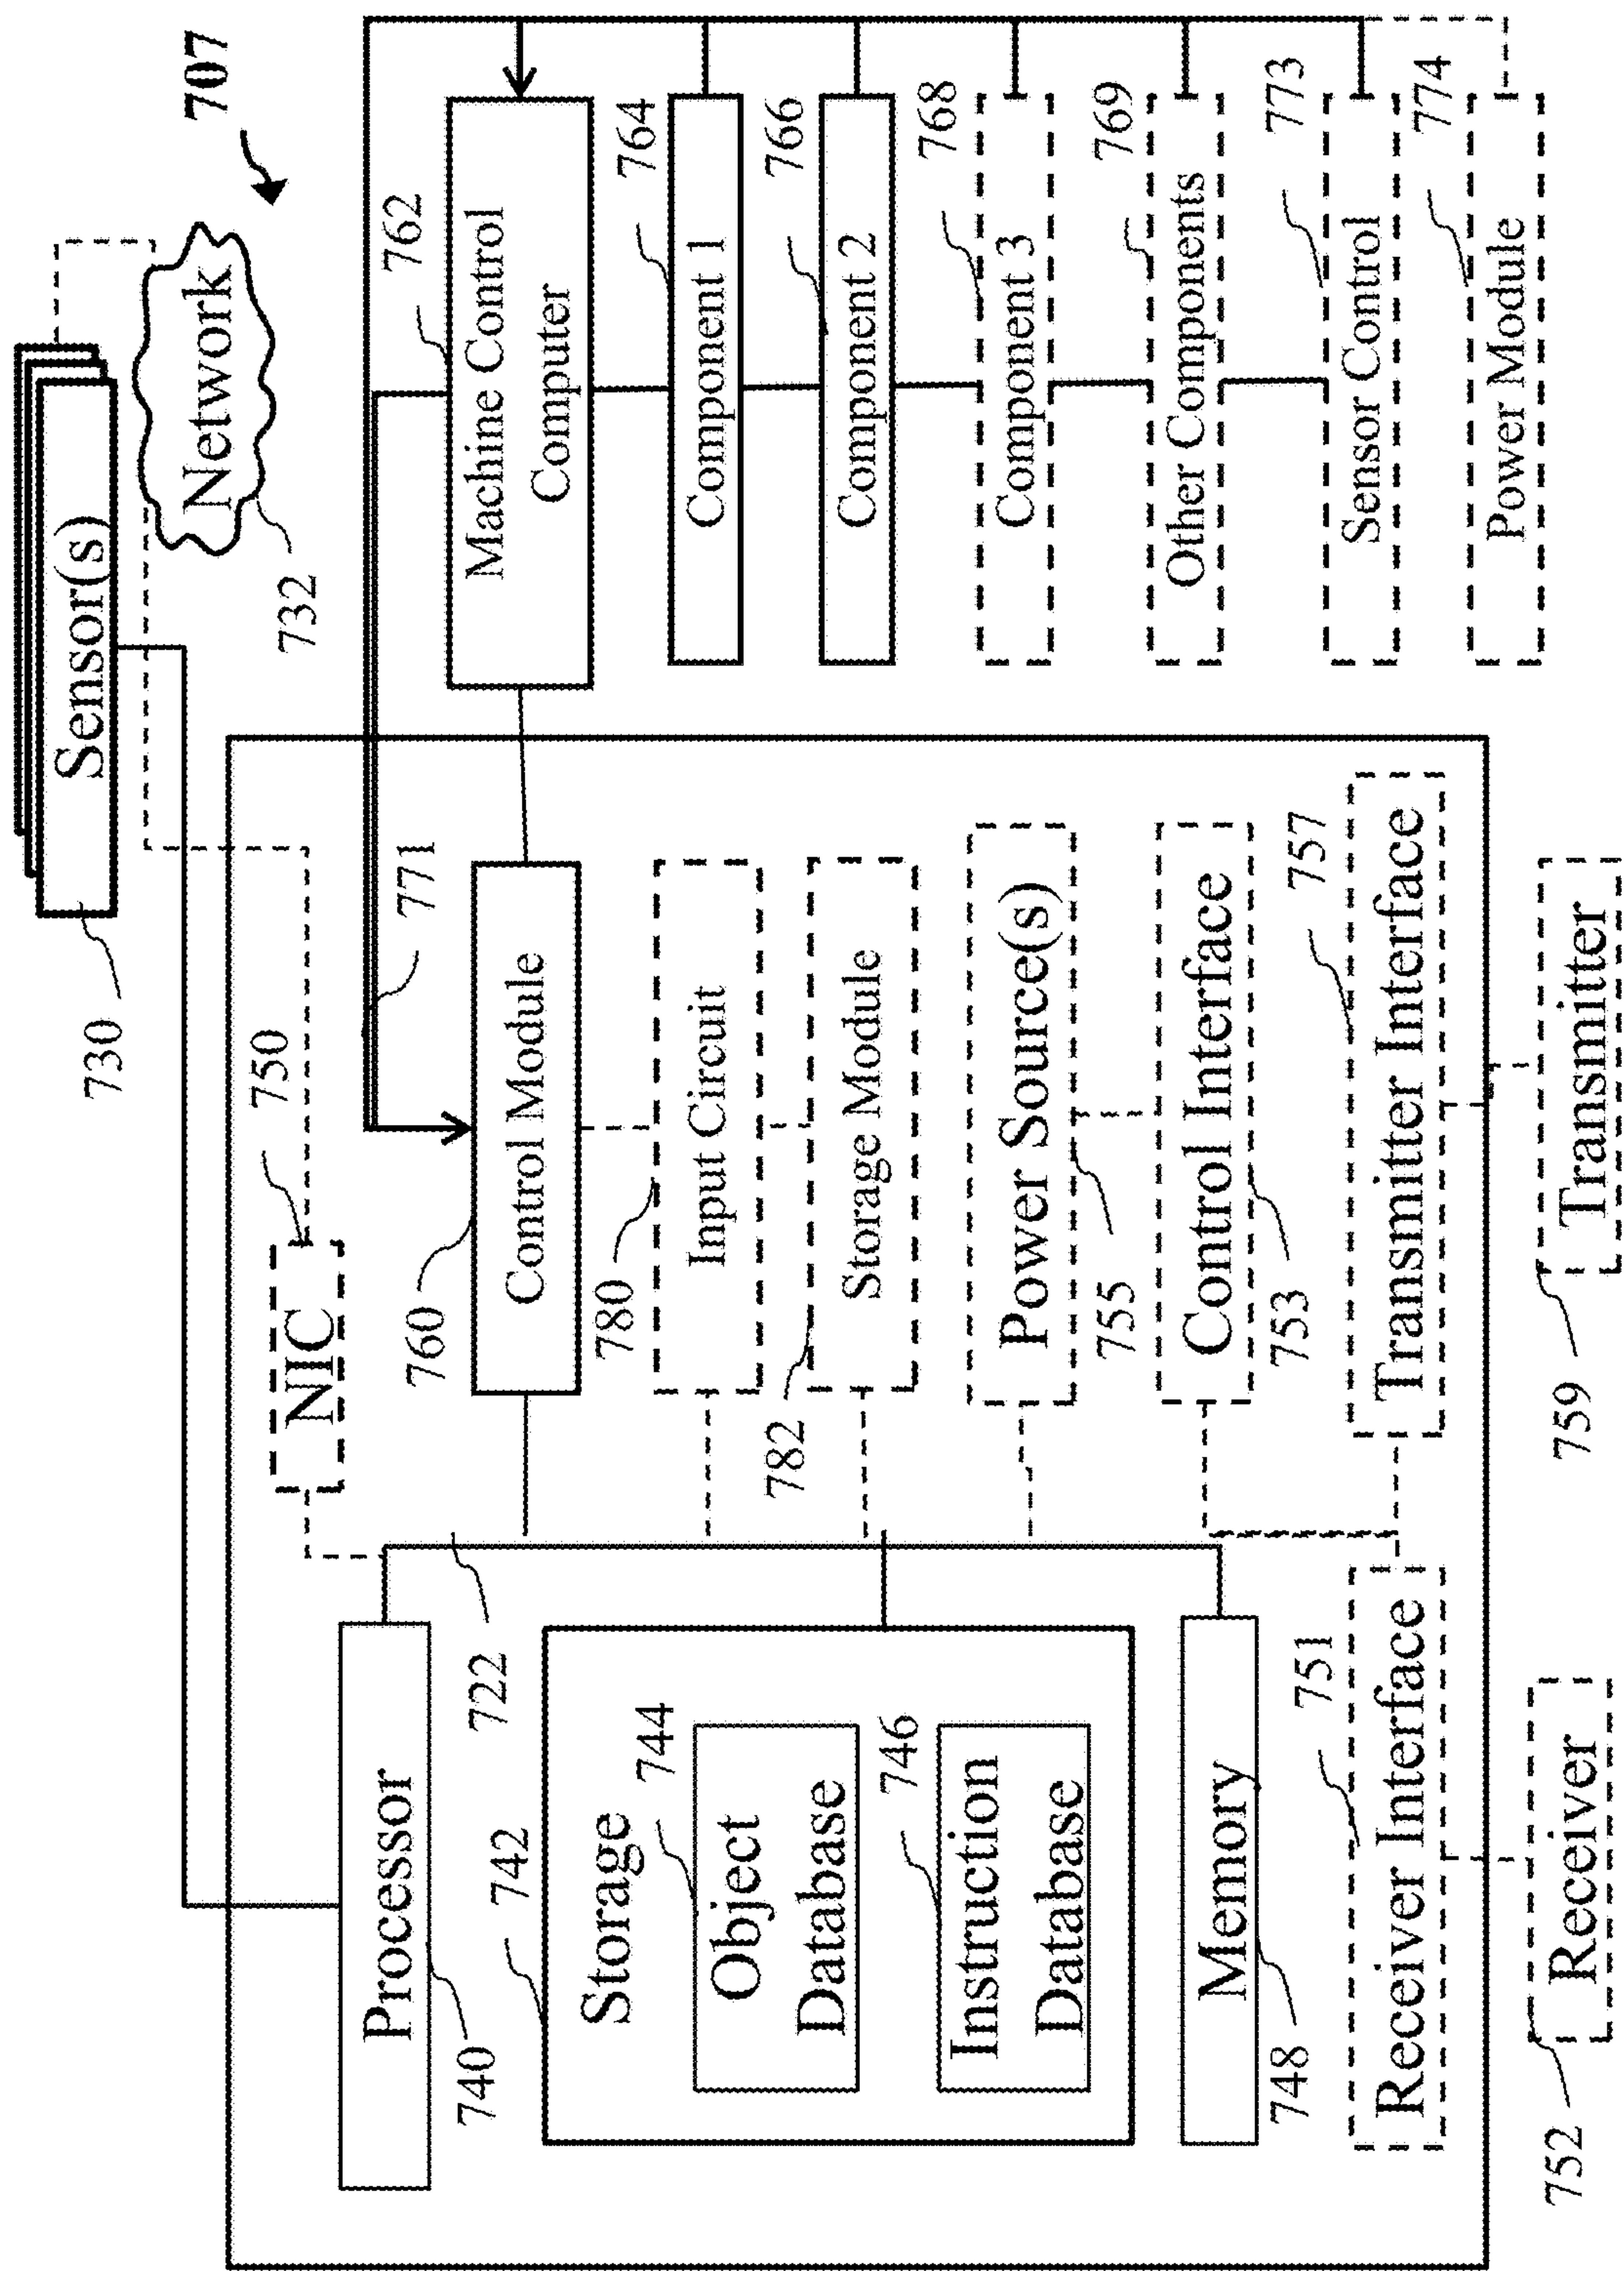 707
Sensor(s)
730
Network
732
NIC
750
771
Processor
740
722
742
Storage
744
Object
Database
746
Instruction
Database
Memory
748
751
Receiver Interface
752
Receiver
760
Control Module
780
Input Circuit
782
Storage Module
Power Source(s)
755
Control Interface
753
757
Transmitter Interface
759
Transmitter
762
Machine Control
Computer
764
Component 1
766
Component 2
768
Component 3
769
Other Components
773
Sensor Control
774
Power Module